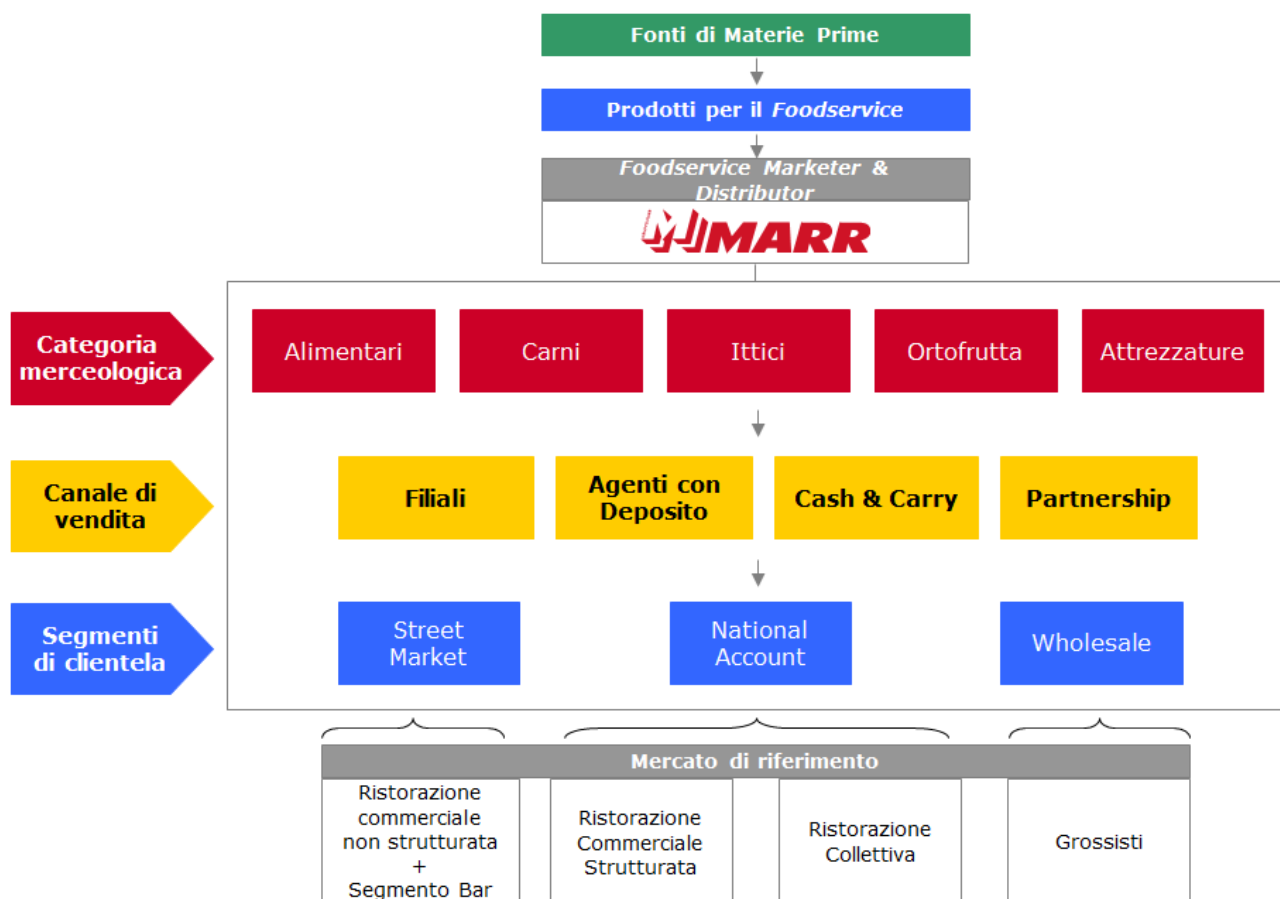 Fonti di Materie Prime
Prodotti per il Foodservice
Foodservice Marketer &
Distributor
MARR
Categoria
merceologica
Alimentari
Carni
Ittici
Ortofrutta
Attrezzature
Canale di
vendita
Filiali
Agenti con
Deposito
Cash & Carry
Partnership
Segmenti
di clientela
Street
Market
National
Account
Wholesale
Mercato di riferimento
Ristorazione
commerciale
non strutturata
+
Segmento Bar
Ristorazione
Commerciale
Strutturata
Ristorazione
Collettiva
Grossisti